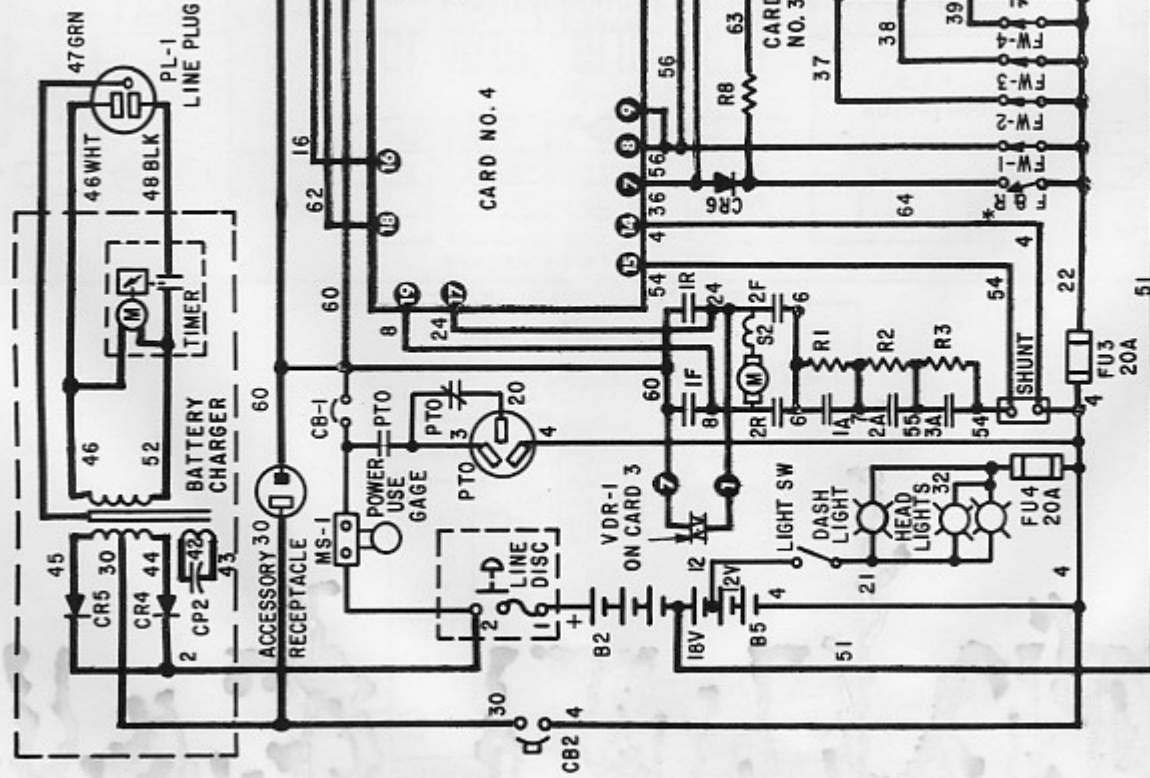 47GRN
PL-1
LINE PLUG
46WHT
48BLK
M
TIMER
46
52
BATTERY
CHARGER
45
30
44
42
43
CR5
CR4
CP2
2
60
ACCESSORY 30
RECEPTACLE
16
62
60
16
18
CB-1
PTO
PTO
POWER
USE
GAGE
MS-1
3
20
4
PTO
LINE
DISC
2
1
30
4
CB2
CARD NO. 4
19
17
8
24
9
8
7
14
15
56
56
36
4
54
63
R8
CR6
CARD
NO. 3
37
38
39
FW-4
FW-3
FW-2
FW-1
R
B
F
*
64
4
54
22
51
1R
24
2F
6
S2
M
60
1F
8
2R
6
R1
R2
R3
1A
7
2A
55
3A
54
SHUNT
FU3
20A
4
7
1
VDR-1
ON CARD 3
LIGHT SW
DASH
LIGHT
HEAD
LIGHTS
32
FU4
20A
21
4
+
B2
12
12V
18V
B5
4
51